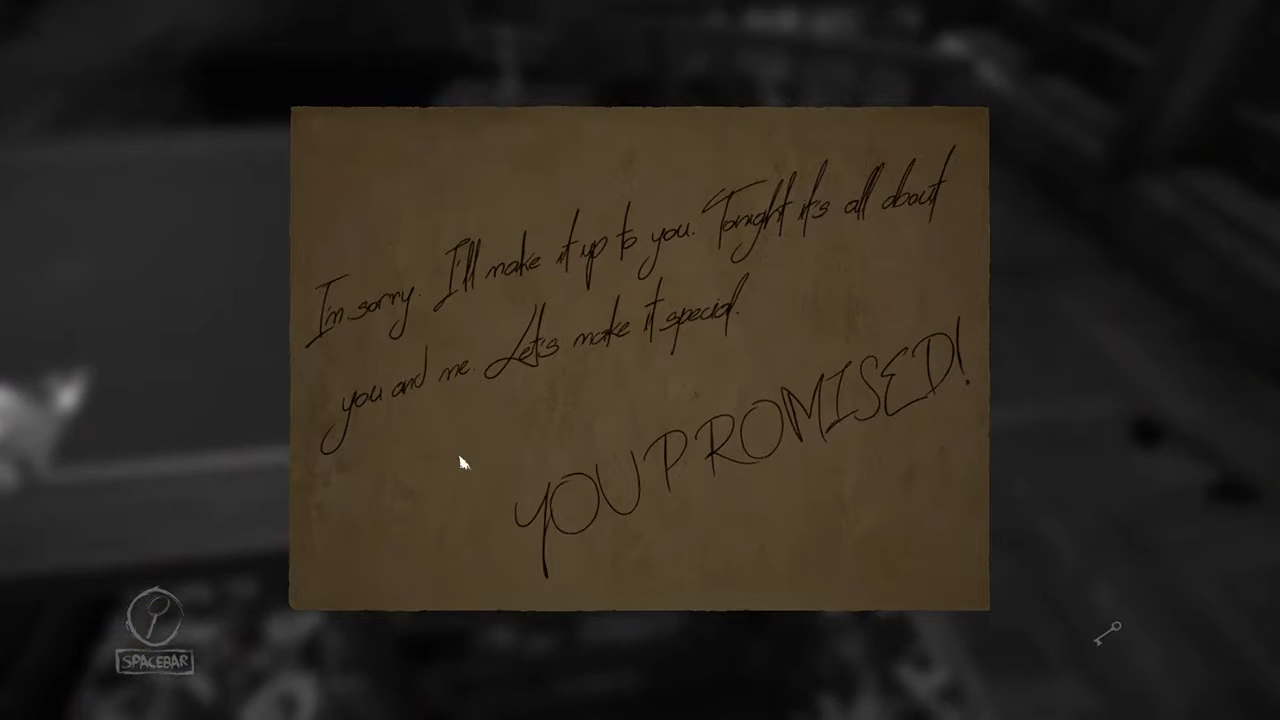 I'm sorry. I'll make it up to you. Tonight it's all about
you and me. Let's make it special.
YOU PROMISED!
SPACEBAR